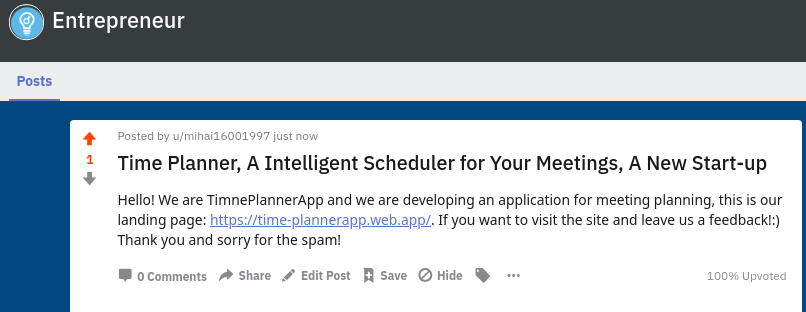 Entrepreneur
Posts
Posted by u/mihai16001997 just now
1
Time Planner, A Intelligent Scheduler for Your Meetings, A New Start-up
Hello! We are TimnePlannerApp and we are developing an application for meeting planning, this is our
landing page: https://time-plannerapp.web.app/. If you want to visit the site and leave us a feedback!:)
Thank you and sorry for the spam!
0 Comments Share Edit Post Save Hide ··· 100% Upvoted